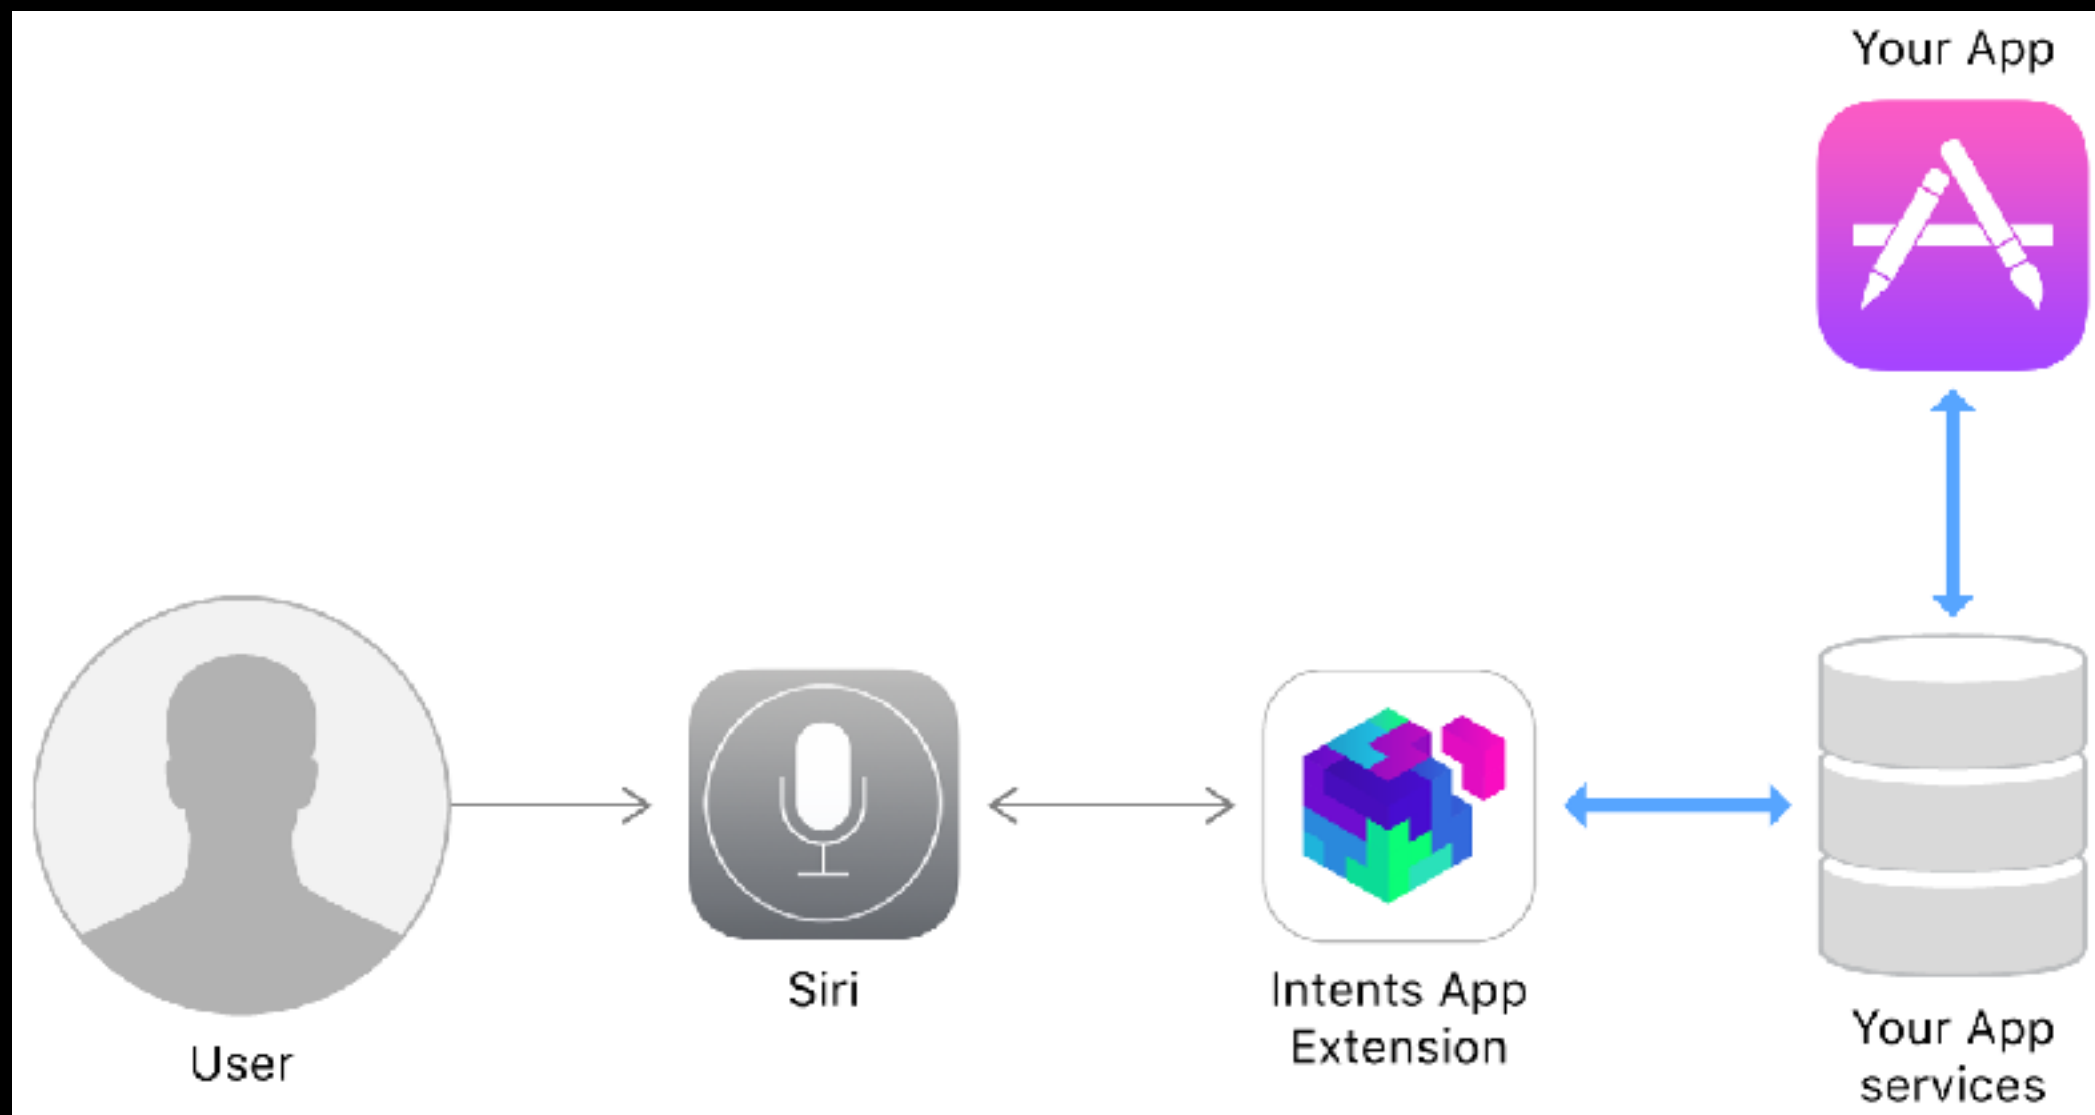 Your App
Siri
Intents App
Extension
User
Your App
services